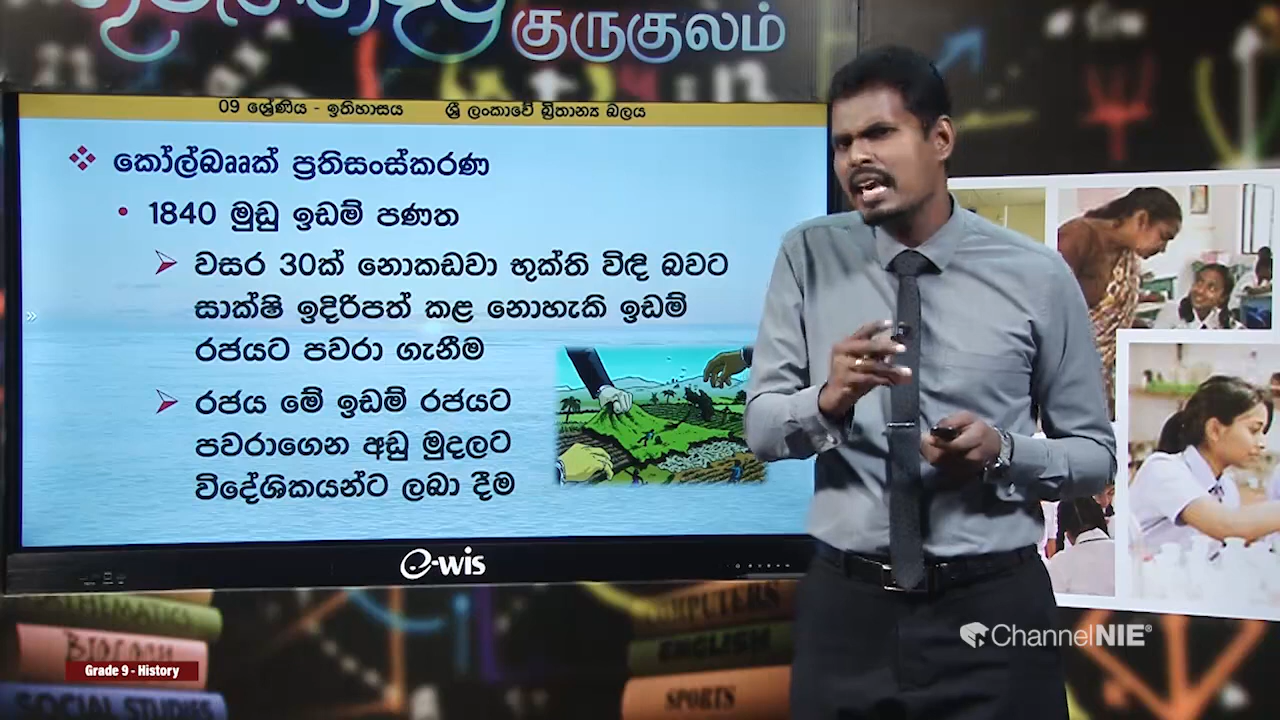 குருகுலம்
09 ශ්‍රේණිය - ඉතිහාසය ශ්‍රී ලංකාවේ බ්‍රිතාන්‍ය බලය
කෝල්බෲක් ප්‍රතිසංස්කරණ
1840 මුඩු ඉඩම් පණත
වසර 30ක් නොකඩවා භුක්ති විඳි බවට
සාක්ෂි ඉදිරිපත් කළ නොහැකි ඉඩම්
රජයට පවරා ගැනීම
රජය මේ ඉඩම් රජයට
පවරාගෙන අඩු මුදලට
විදේශිකයන්ට ලබා දීම
e-wis
MATHEMATICS
BIOLOGY
SOCIAL STUDIES
COMPUTERS
ENGLISH
SPORTS
Grade 9 - History
ChannelNIE®